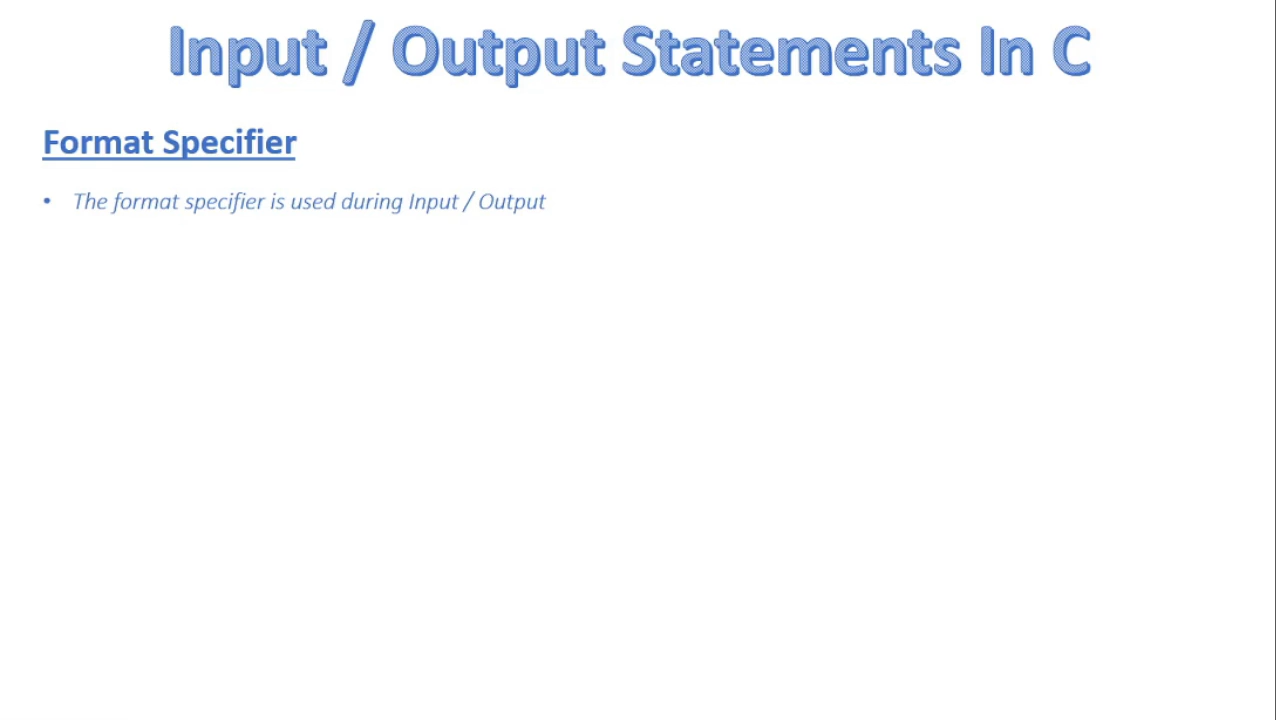 Input / Output Statements In C
Format Specifier
• The format specifier is used during Input / Output